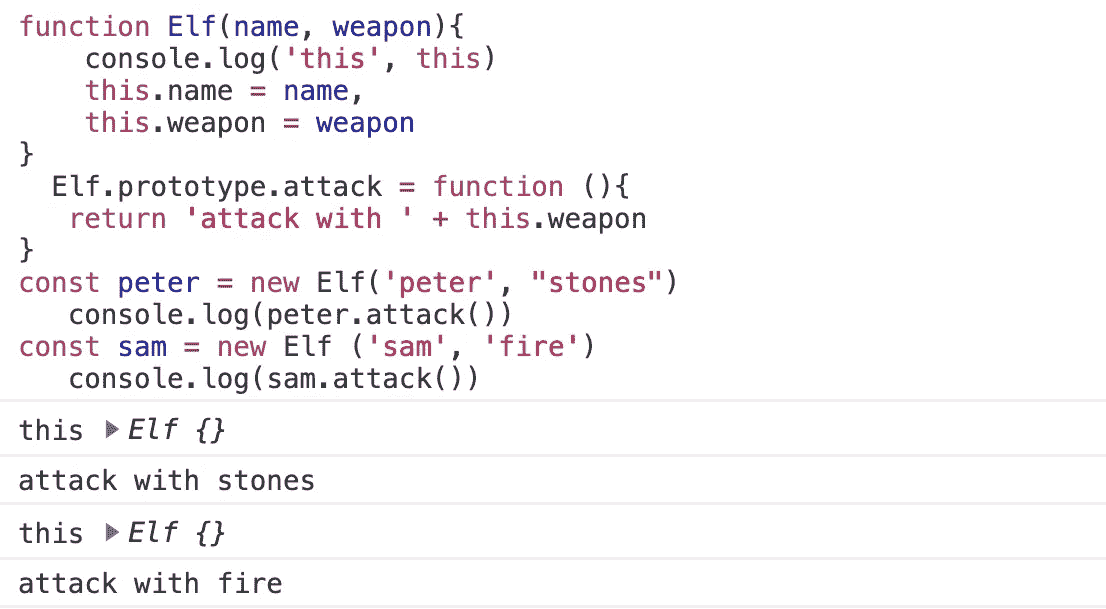 function Elf(name, weapon){
    console.log('this', this)
    this.name = name,
    this.weapon = weapon
}
  Elf.prototype.attack = function (){
   return 'attack with ' + this.weapon
}
const peter = new Elf('peter', "stones")
   console.log(peter.attack())
const sam = new Elf ('sam', 'fire')
   console.log(sam.attack())
this ▶ Elf {}
attack with stones
this ▶ Elf {}
attack with fire